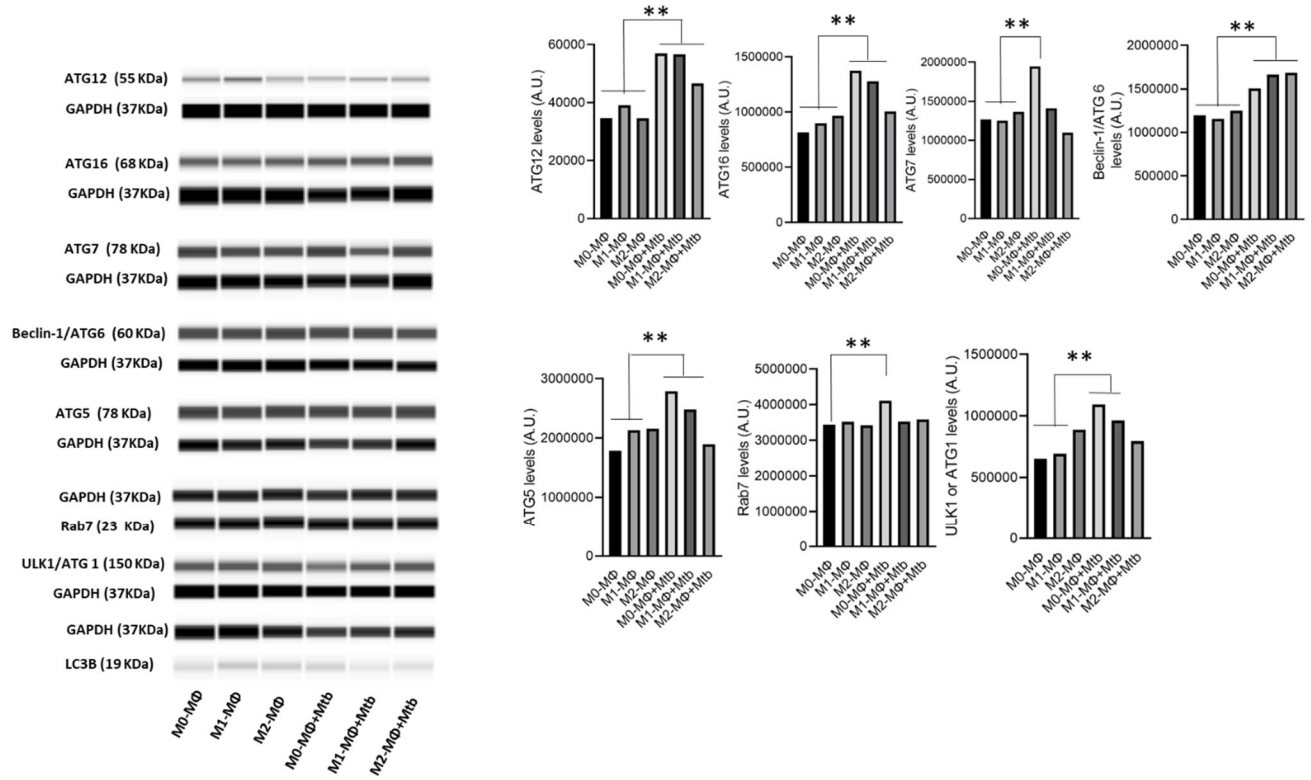 ATG12 (55 KDa)
GAPDH (37KDa)
ATG16 (68 KDa)
GAPDH (37KDa)
ATG7 (78 KDa)
GAPDH (37KDa)
Beclin-1/ATG6 (60 KDa)
GAPDH (37KDa)
ATG5 (78 KDa)
GAPDH (37KDa)
GAPDH (37KDa)
Rab7 (23 KDa)
ULK1/ATG 1 (150 KDa)
GAPDH (37KDa)
GAPDH (37KDa)
LC3B (19 KDa)
M0-MΦ
M1-MΦ
M2-MΦ
M0-MΦ+Mtb
M1-MΦ+Mtb
M2-MΦ+Mtb
**
ATG12 levels (A.U.)
60000
40000
20000
0
M0-MΦ
M1-MΦ
M2-MΦ
M0-MΦ+Mtb
M1-MΦ+Mtb
M2-MΦ+Mtb
**
ATG16 levels (A.U.)
1500000
1000000
500000
0
M0-MΦ
M1-MΦ
M2-MΦ
M0-MΦ+Mtb
M1-MΦ+Mtb
M2-MΦ+Mtb
**
ATG7 levels (A.U.)
2000000
1500000
1000000
500000
0
M0-MΦ
M1-MΦ
M2-MΦ
M0-MΦ+Mtb
M1-MΦ+Mtb
M2-MΦ+Mtb
**
Beclin-1/ATG 6
levels (A.U.)
2000000
1500000
1000000
500000
0
M0-MΦ
M1-MΦ
M2-MΦ
M0-MΦ+Mtb
M1-MΦ+Mtb
M2-MΦ+Mtb
**
ATG5 levels (A.U.)
3000000
2000000
1000000
0
M0-MΦ
M1-MΦ
M2-MΦ
M0-MΦ+Mtb
M1-MΦ+Mtb
M2-MΦ+Mtb
**
Rab7 levels (A.U.)
5000000
4000000
3000000
2000000
1000000
0
M0-MΦ
M1-MΦ
M2-MΦ
M0-MΦ+Mtb
M1-MΦ+Mtb
M2-MΦ+Mtb
**
ULK1 or ATG1 levels (A.U.)
1500000
1000000
500000
0
M0-MΦ
M1-MΦ
M2-MΦ
M0-MΦ+Mtb
M1-MΦ+Mtb
M2-MΦ+Mtb